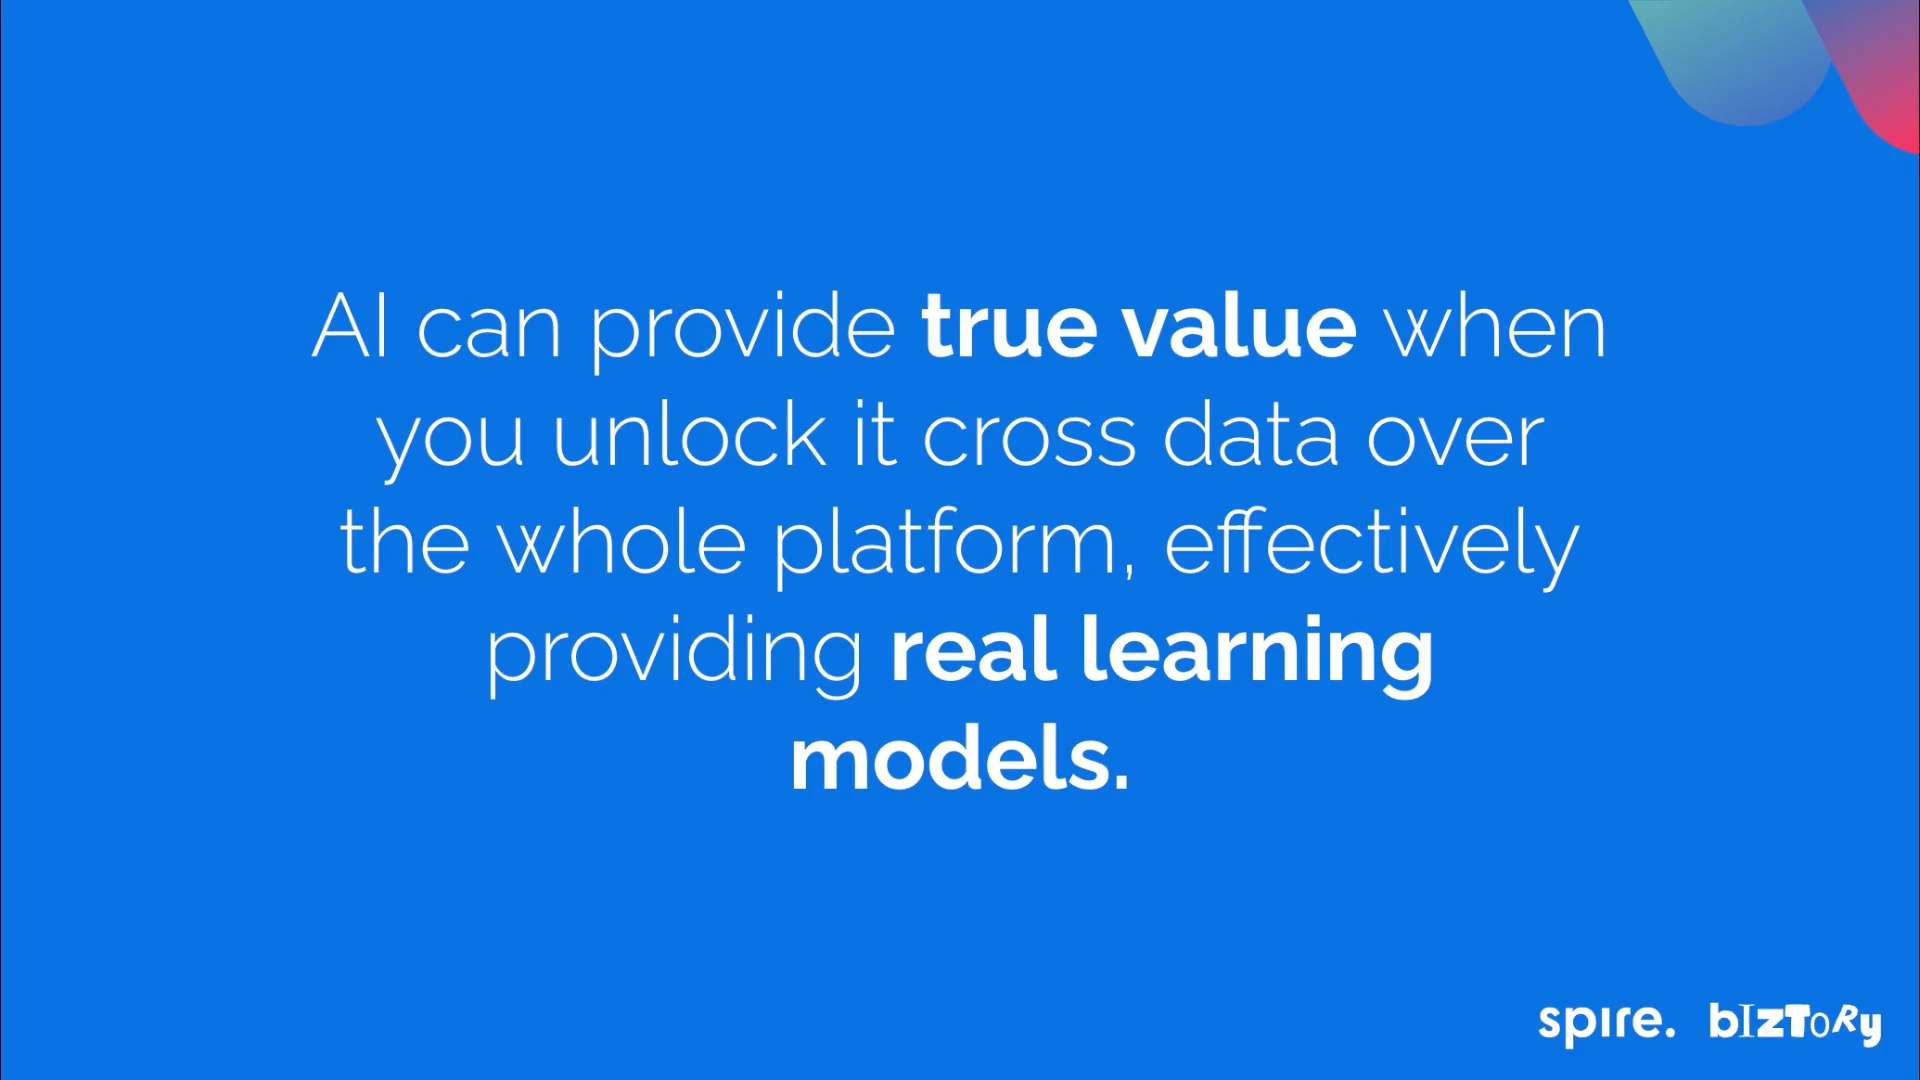 AI can provide true value when
you unlock it cross data over
the whole platform, effectively
providing real learning
models.
spire. bIzToRy